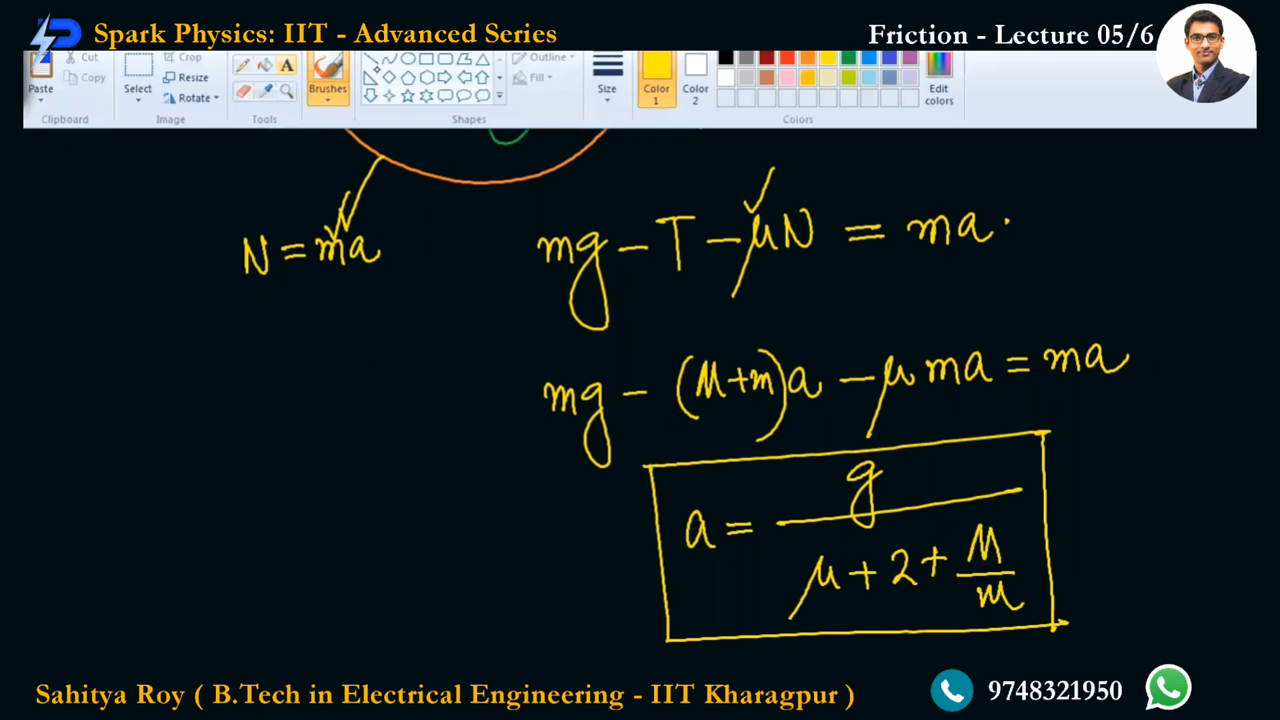 Spark Physics: IIT - Advanced Series
Friction - Lecture 05/6
Paste
Cut
Copy
Clipboard
Select
Crop
Resize
Rotate
Image
A
Tools
Brushes
Shapes
Outline
Fill
Size
Color 1
Color 2
Edit colors
Colors
N = ma
N
mg - T - μN = ma.
mg - (M+m)a - μma = ma
a = g / (μ + 2 + M/m)
Sahitya Roy ( B.Tech in Electrical Engineering - IIT Kharagpur )
9748321950